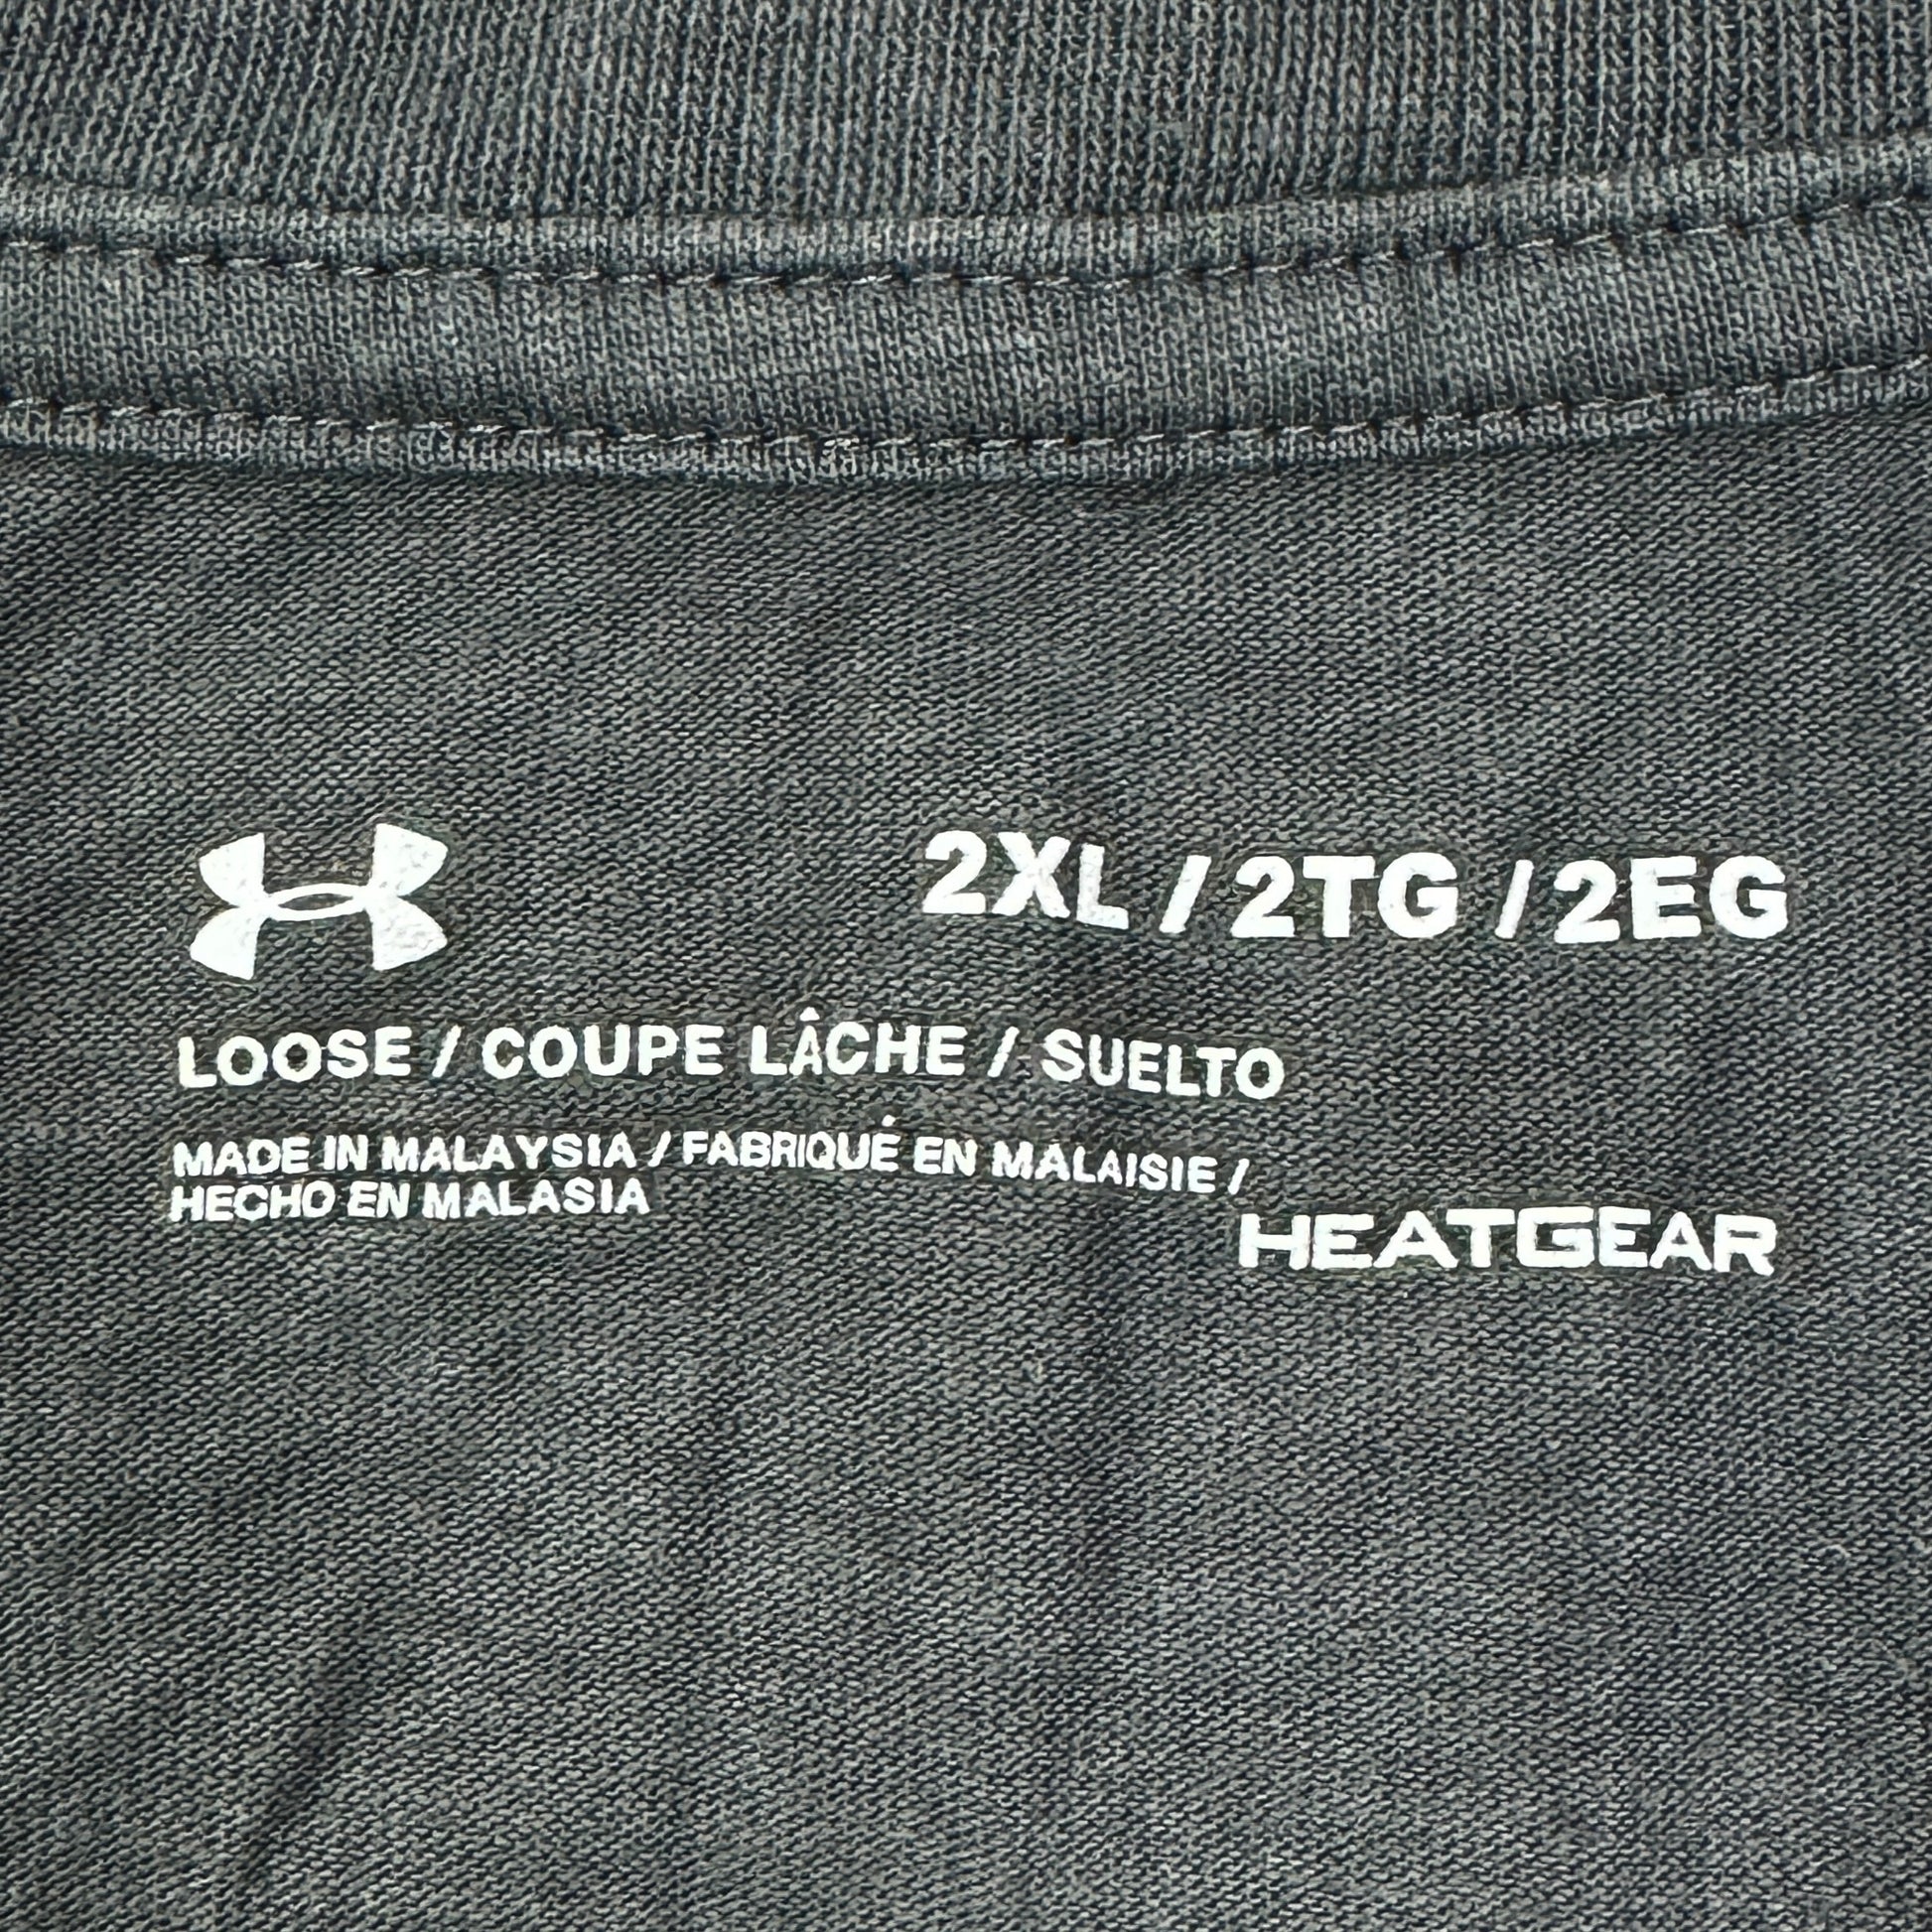 2XL / 2TG / 2EG
LOOSE / COUPE LÂCHE / SUELTO
MADE IN MALAYSIA / FABRIQUÉ EN MALAISIE /
HECHO EN MALASIA
HEATGEAR